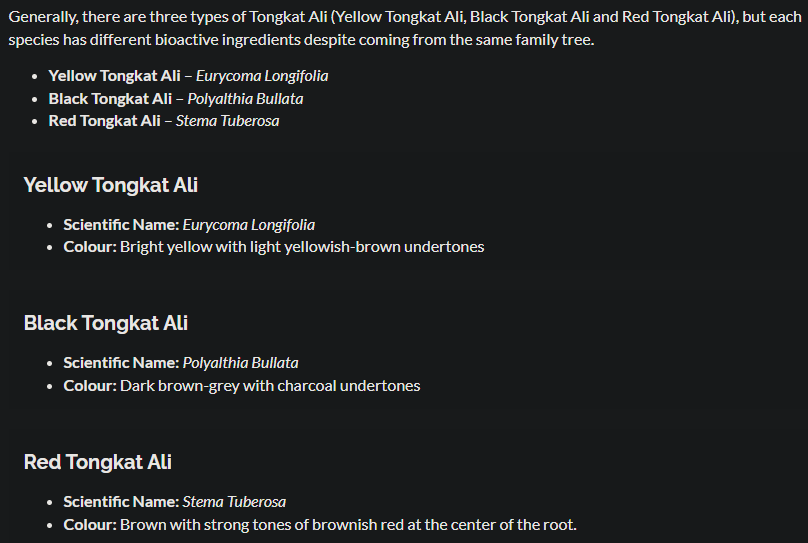 Generally, there are three types of Tongkat Ali (Yellow Tongkat Ali, Black Tongkat Ali and Red Tongkat Ali), but each
species has different bioactive ingredients despite coming from the same family tree.
• Yellow Tongkat Ali – Eurycoma Longifolia
• Black Tongkat Ali – Polyalthia Bullata
• Red Tongkat Ali – Stema Tuberosa
Yellow Tongkat Ali
• Scientific Name: Eurycoma Longifolia
• Colour: Bright yellow with light yellowish-brown undertones
Black Tongkat Ali
• Scientific Name: Polyalthia Bullata
• Colour: Dark brown-grey with charcoal undertones
Red Tongkat Ali
• Scientific Name: Stema Tuberosa
• Colour: Brown with strong tones of brownish red at the center of the root.